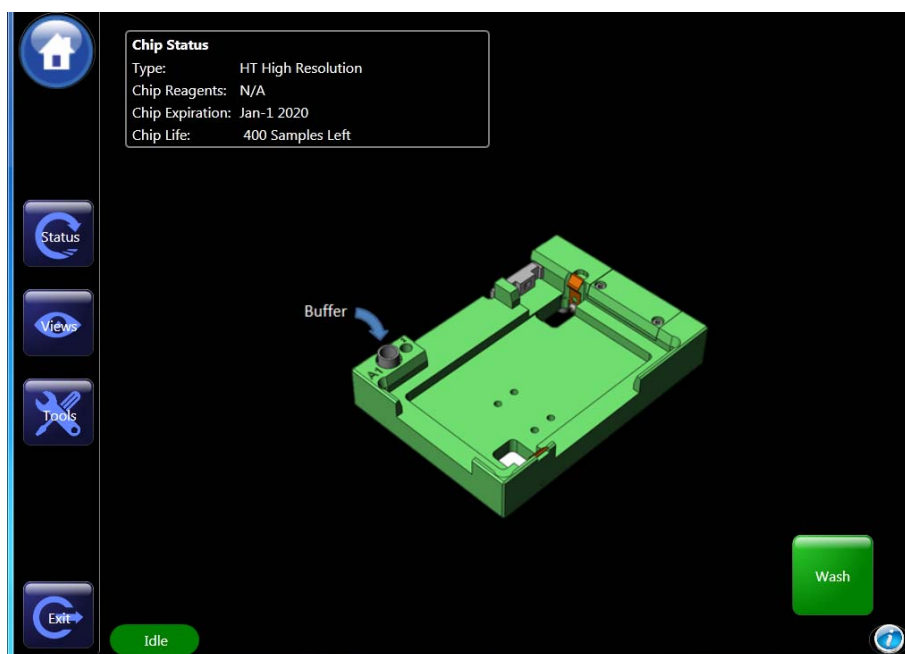 Chip Status
Type: HT High Resolution
Chip Reagents: N/A
Chip Expiration: Jan-1 2020
Chip Life: 400 Samples Left
Status
Views
Tools
Exit
Buffer
A1
Wash
Idle
i